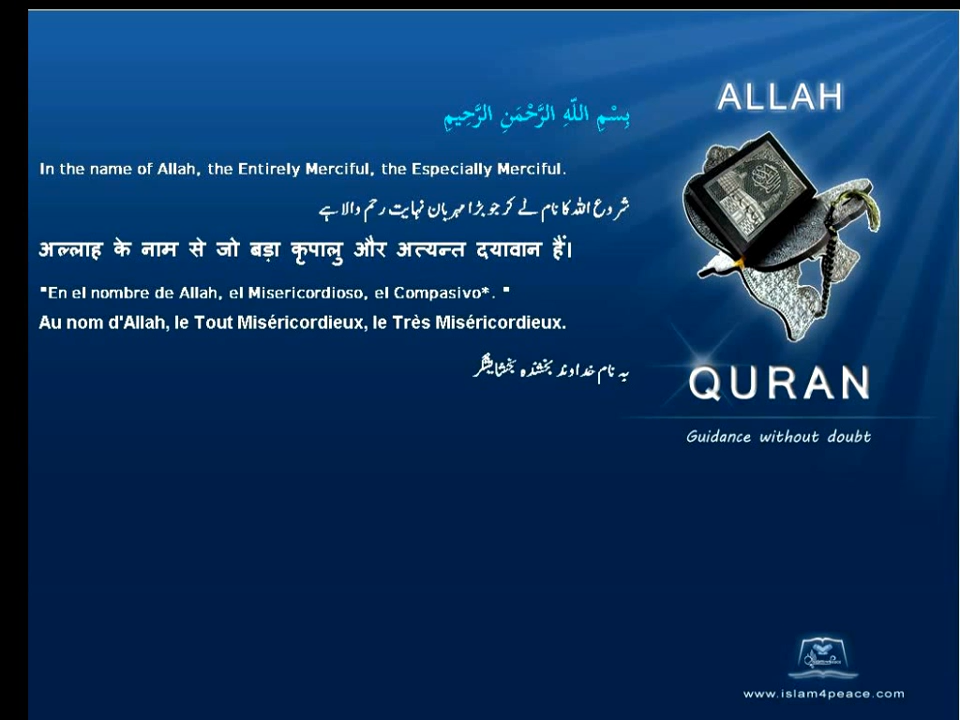 بِسْمِ اللّهِ الرَّحْمَنِ الرَّحِيمِ
In the name of Allah, the Entirely Merciful, the Especially Merciful.
شروع الله کا نام لے کر جو بڑا مہربان نہایت رحم والا ہے
अल्लाह के नाम से जो बड़ा कृपालु और अत्यन्त दयावान हैं।
"En el nombre de Allah, el Misericordioso, el Compasivo*. "
Au nom d'Allah, le Tout Miséricordieux, le Très Miséricordieux.
به نام خداوند بخشنده بخشایشگر
ALLAH
QURAN
Guidance without doubt
www.islam4peace.com